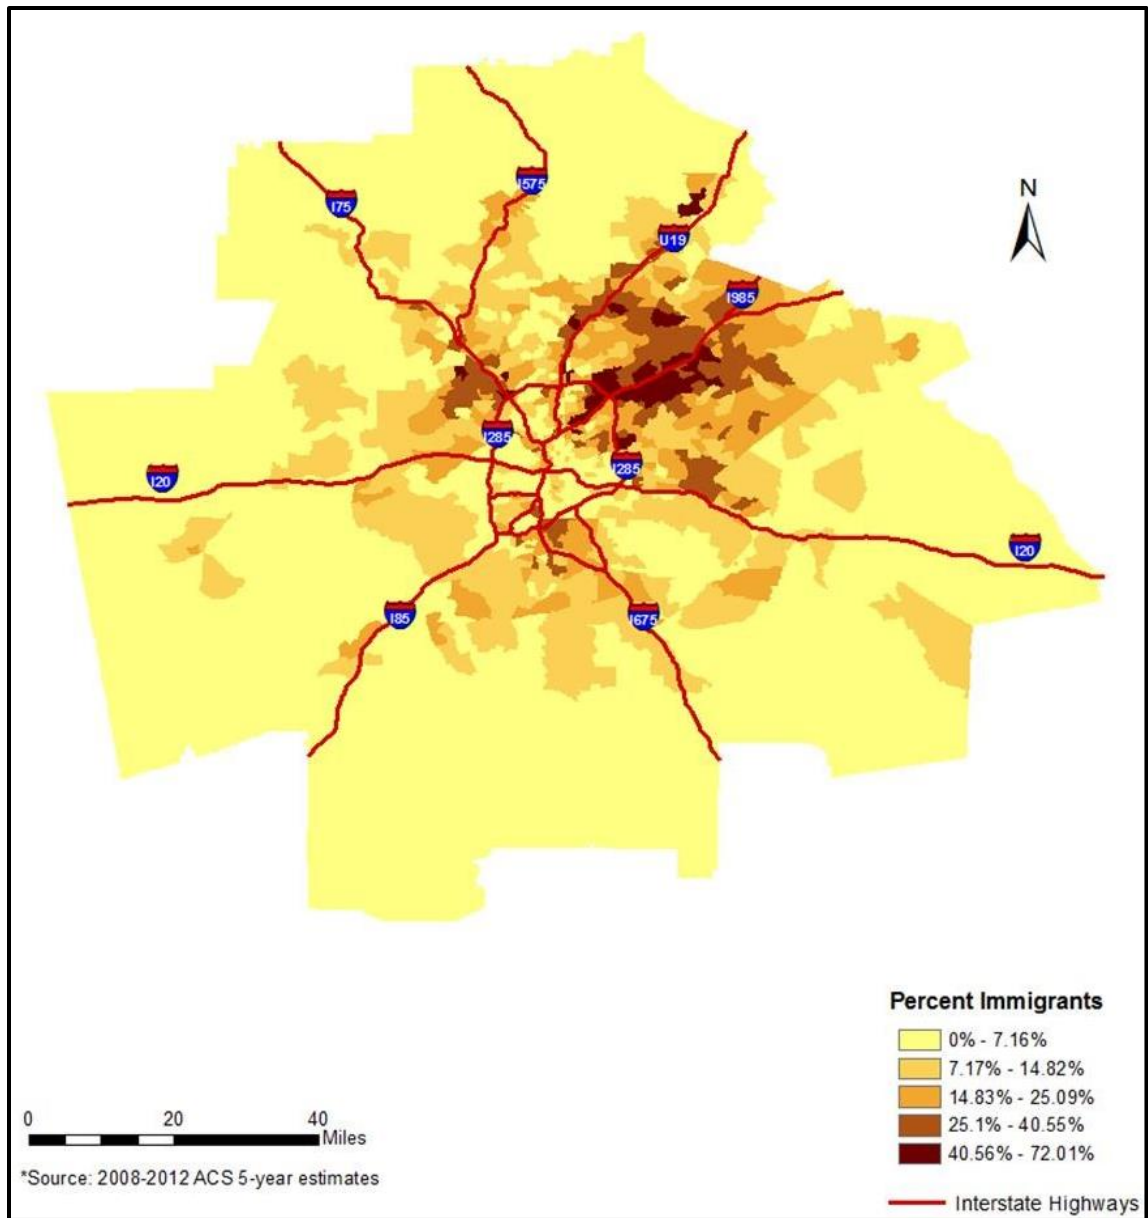 I575
I75
N
U19
I985
I285
I285
I20
I20
I85
I675
Percent Immigrants
0% - 7.16%
7.17% - 14.82%
14.83% - 25.09%
25.1% - 40.55%
40.56% - 72.01%
0 20 40
Miles
*Source: 2008-2012 ACS 5-year estimates
Interstate Highways